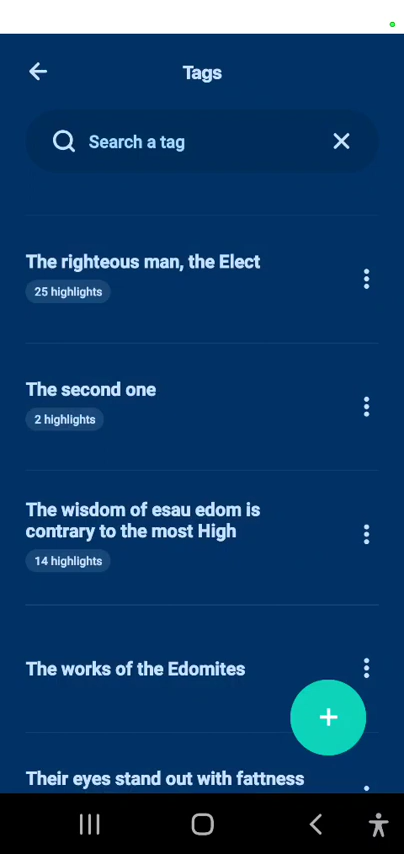 Tags
Search a tag
The righteous man, the Elect
25 highlights
The second one
2 highlights
The wisdom of esau edom is
contrary to the most High
14 highlights
The works of the Edomites
Their eyes stand out with fattness